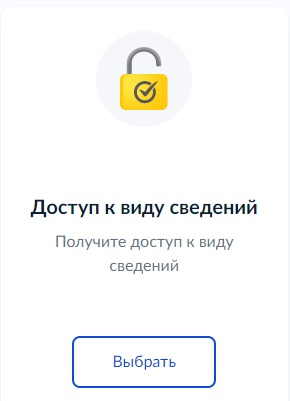 Доступ к виду сведений
Получите доступ к виду
сведений
Выбрать